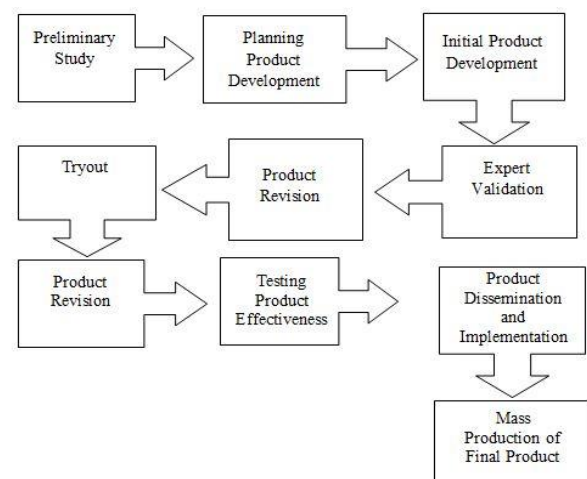 Preliminary
Study
Planning
Product
Development
Initial Product
Development
Expert
Validation
Product
Revision
Tryout
Product
Revision
Testing
Product
Effectiveness
Product
Dissemination
and
Implementation
Mass
Production of
Final Product